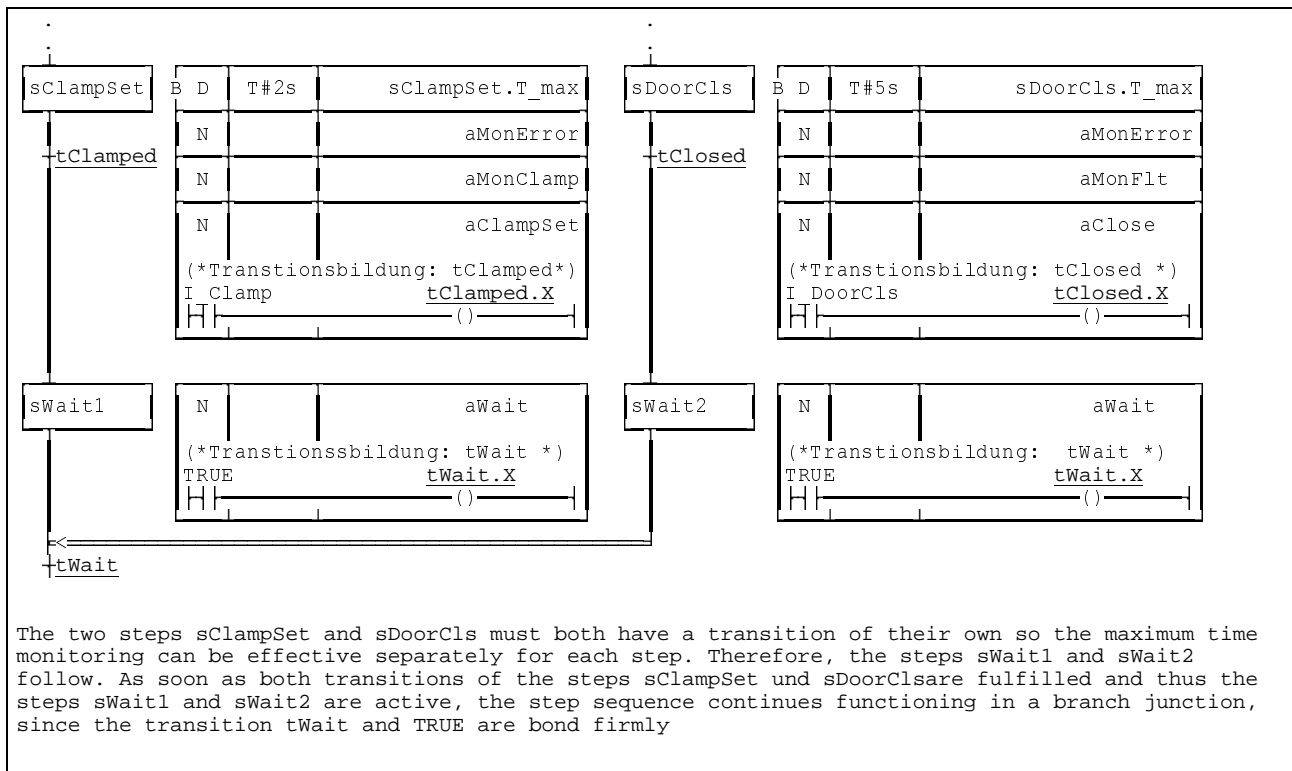 sClampSet B D T#2s sClampSet.T_max sDoorCls B D T#5s sDoorCls.T_max
N aMonError N aMonError
tClamped tClosed
N aMonClamp N aMonFlt
N aClampSet N aClose
(*Transtionsbildung: tClamped*) (*Transtionsbildung: tClosed *)
I_Clamp tClamped.X I_DoorCls tClosed.X
() ()
sWait1 N aWait sWait2 N aWait
(*Transtionssbildung: tWait *) (*Transtionsbildung: tWait *)
TRUE tWait.X TRUE tWait.X
() ()
tWait
The two steps sClampSet and sDoorCls must both have a transition of their own so the maximum time
monitoring can be effective separately for each step. Therefore, the steps sWait1 and sWait2
follow. As soon as both transitions of the steps sClampSet und sDoorClsare fulfilled and thus the
steps sWait1 and sWait2 are active, the step sequence continues functioning in a branch junction,
since the transition tWait and TRUE are bond firmly